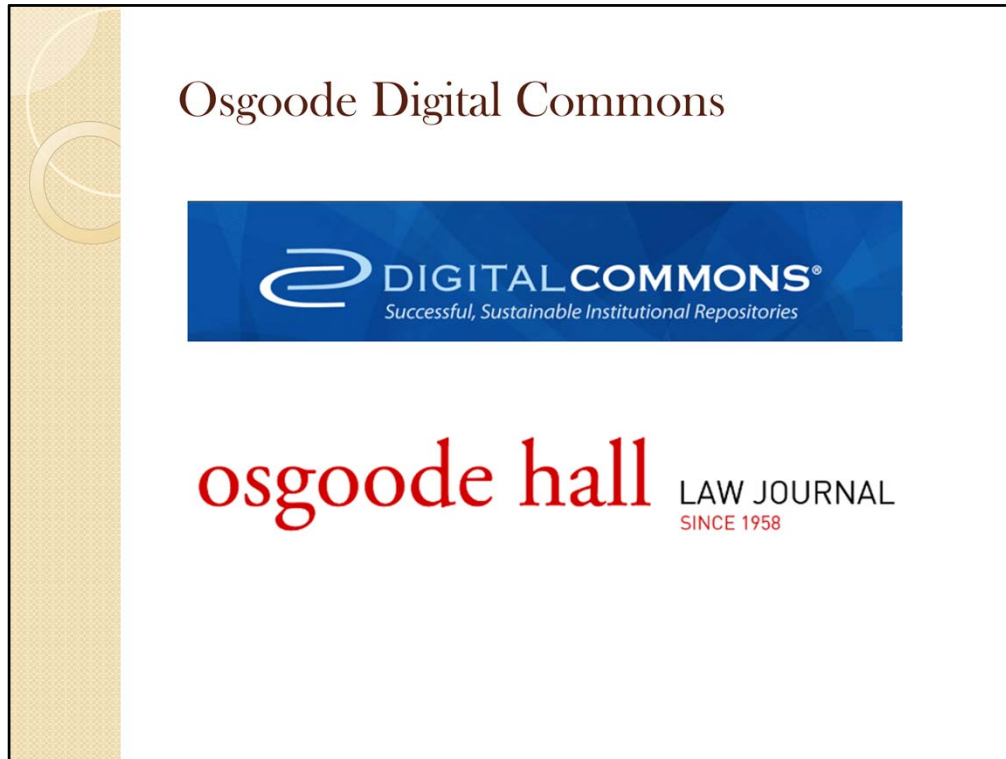 Osgoode Digital Commons
DIGITALCOMMONS®
Successful, Sustainable Institutional Repositories
osgoode hall LAW JOURNAL
SINCE 1958